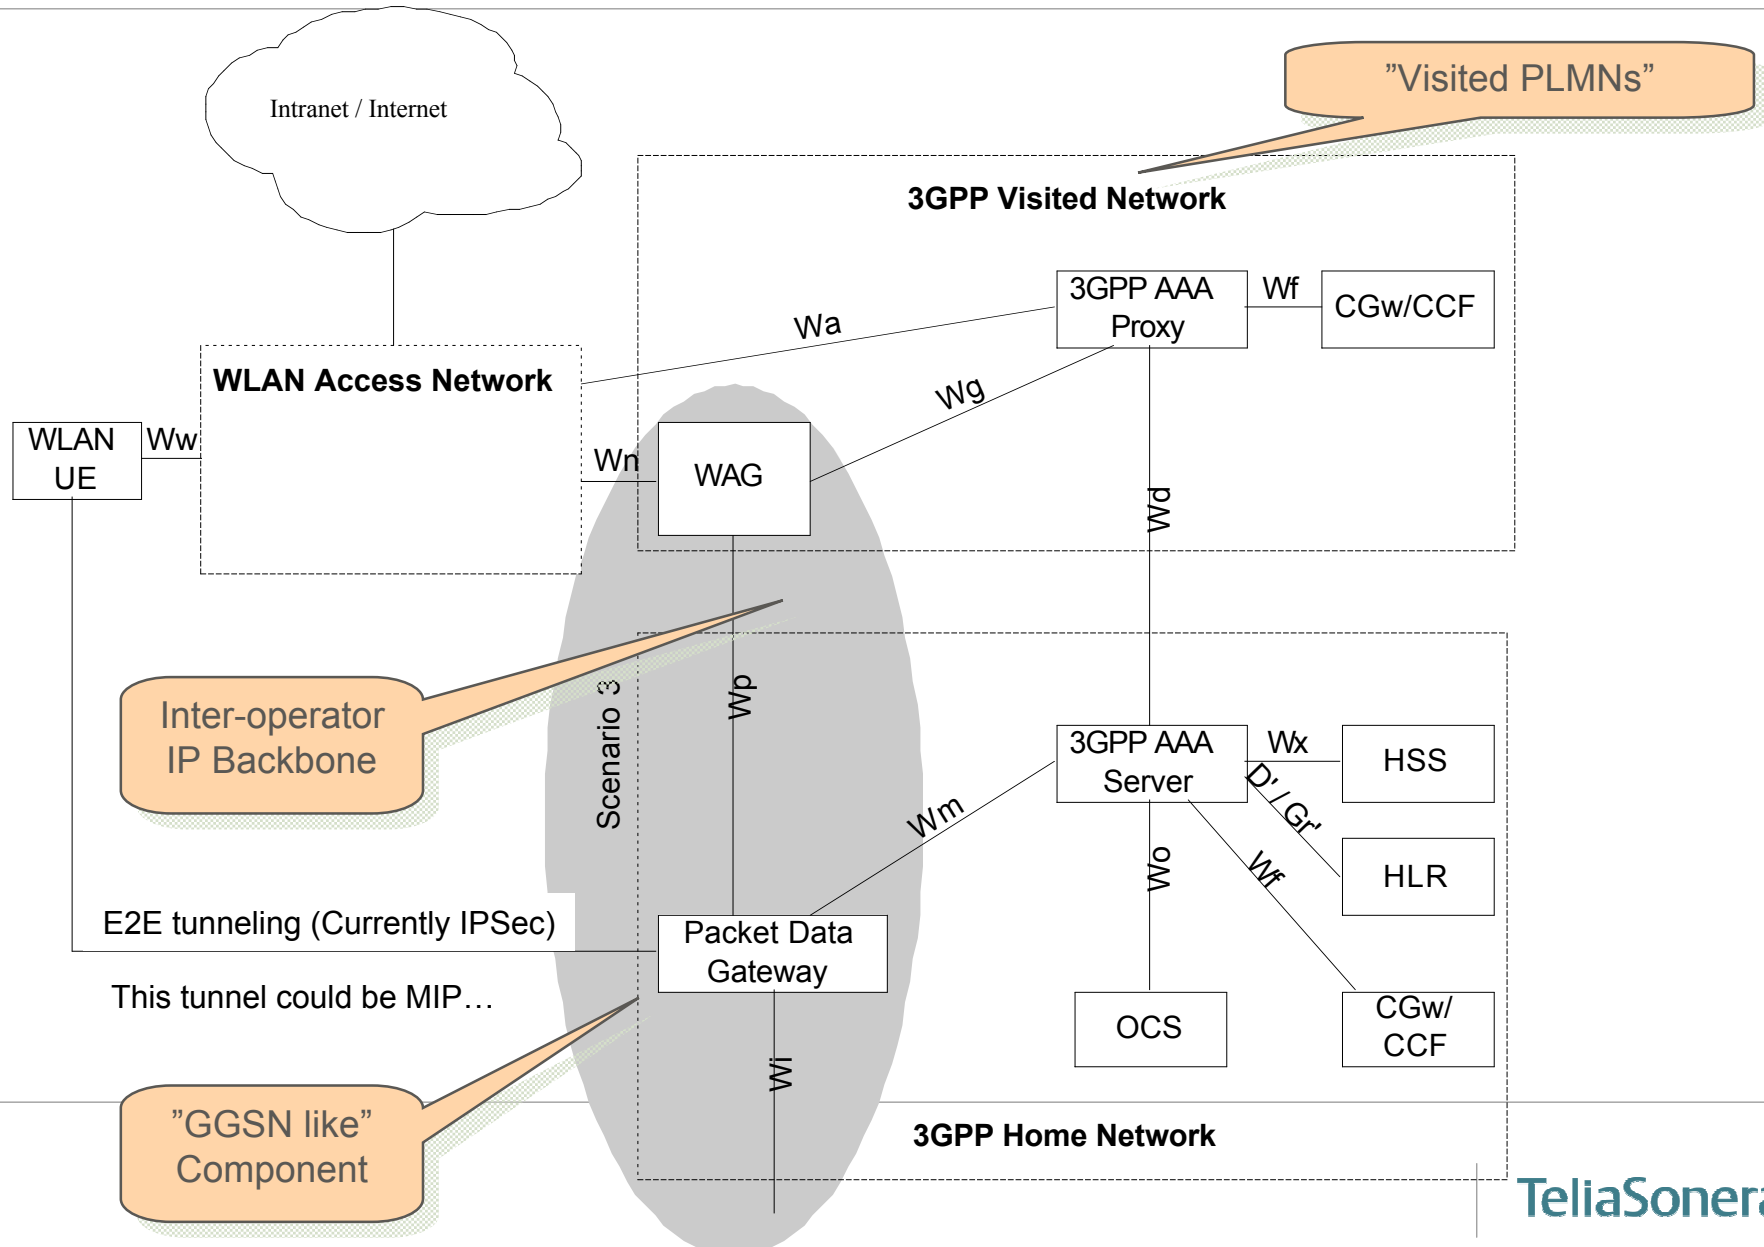 Intranet / Internet
”Visited PLMNs”
3GPP Visited Network
3GPP AAA
Proxy
Wf
CGw/CCF
Wa
WLAN Access Network
Wg
WLAN
UE
Ww
Wn
WAG
Wd
Inter-operator
IP Backbone
Scenario 3
Wp
3GPP AAA
Server
Wx
HSS
D' / Gr'
HLR
Wm
Wo
Wf
E2E tunneling (Currently IPSec)
Packet Data
Gateway
This tunnel could be MIP…
OCS
CGw/
CCF
Wi
”GGSN like”
Component
3GPP Home Network
TeliaSonera